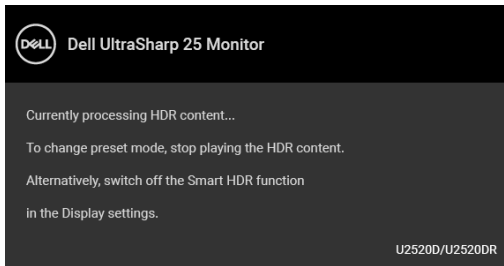 DELL Dell UltraSharp 25 Monitor
Currently processing HDR content...
To change preset mode, stop playing the HDR content.
Alternatively, switch off the Smart HDR function
in the Display settings.
U2520D/U2520DR